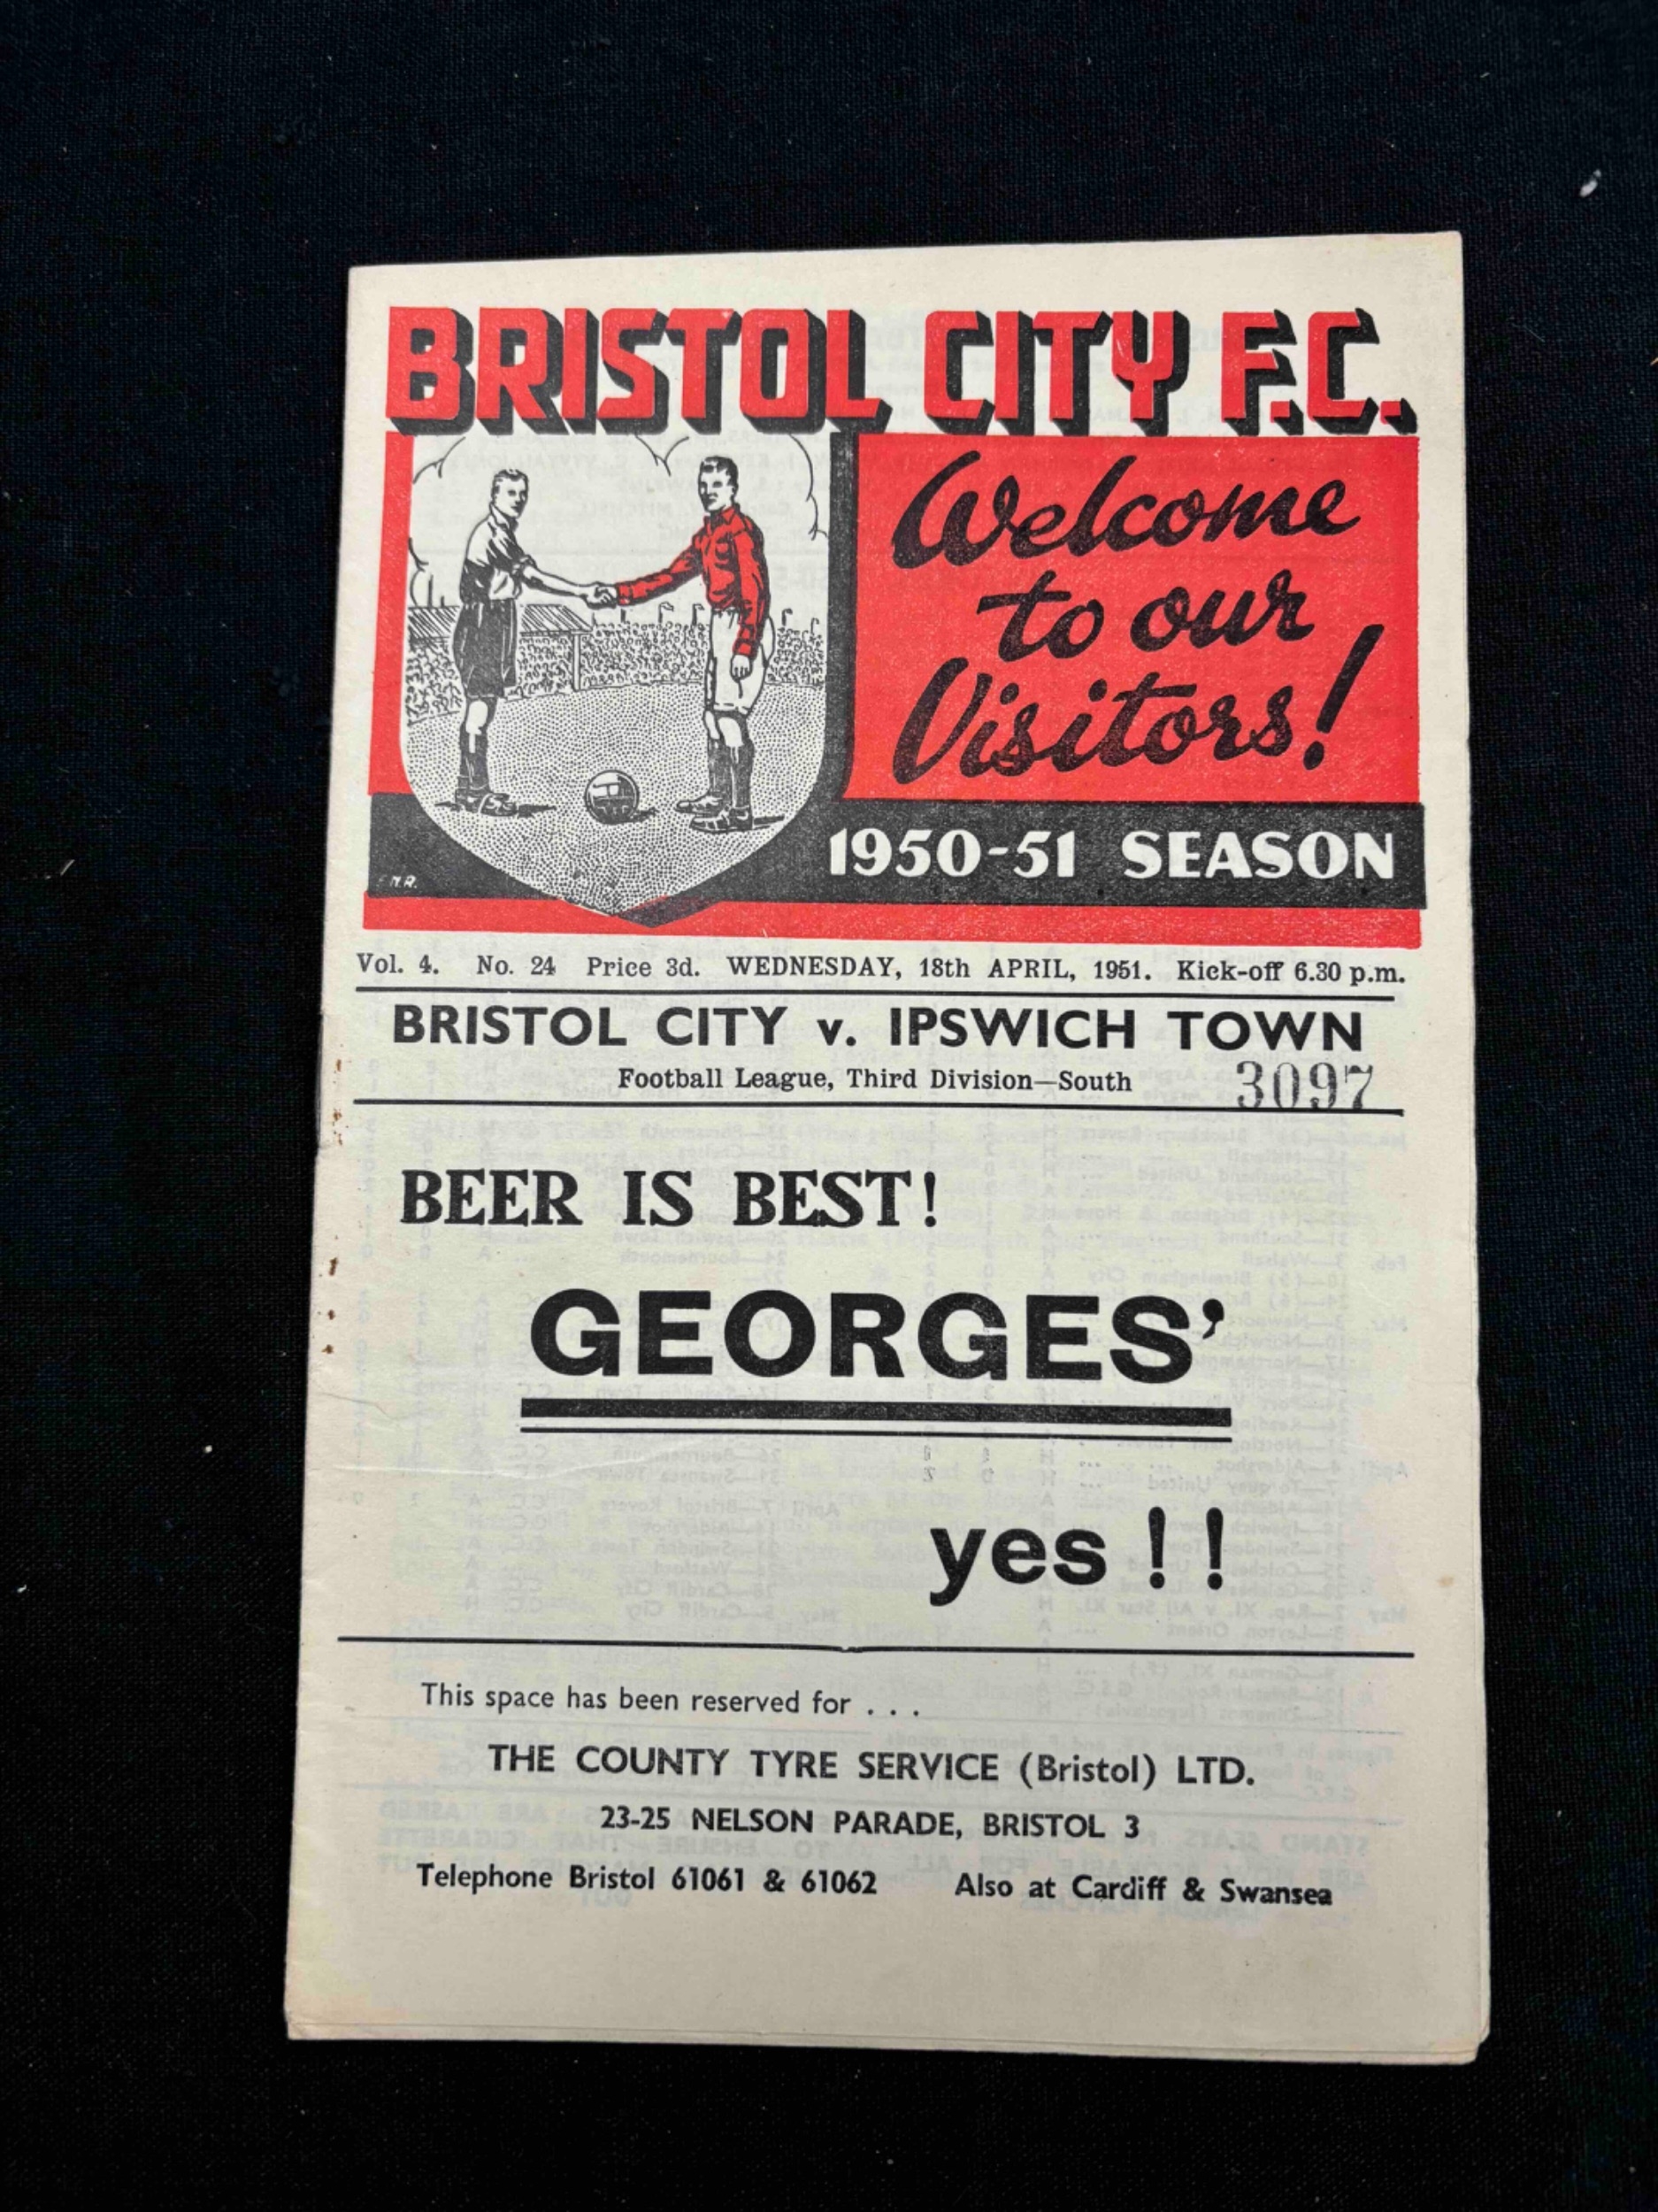 BRISTOL CITY F.C.
Welcome
to our
Visitors!
1950-51 SEASON
Vol. 4. No. 24 Price 3d. WEDNESDAY, 18th APRIL, 1951. Kick-off 6.30 p.m.
BRISTOL CITY v. IPSWICH TOWN
Football League, Third Division—South 3097
BEER IS BEST!
GEORGES'
yes ! !
This space has been reserved for . . .
THE COUNTY TYRE SERVICE (Bristol) LTD.
23-25 NELSON PARADE, BRISTOL 3
Telephone Bristol 61061 & 61062 Also at Cardiff & Swansea